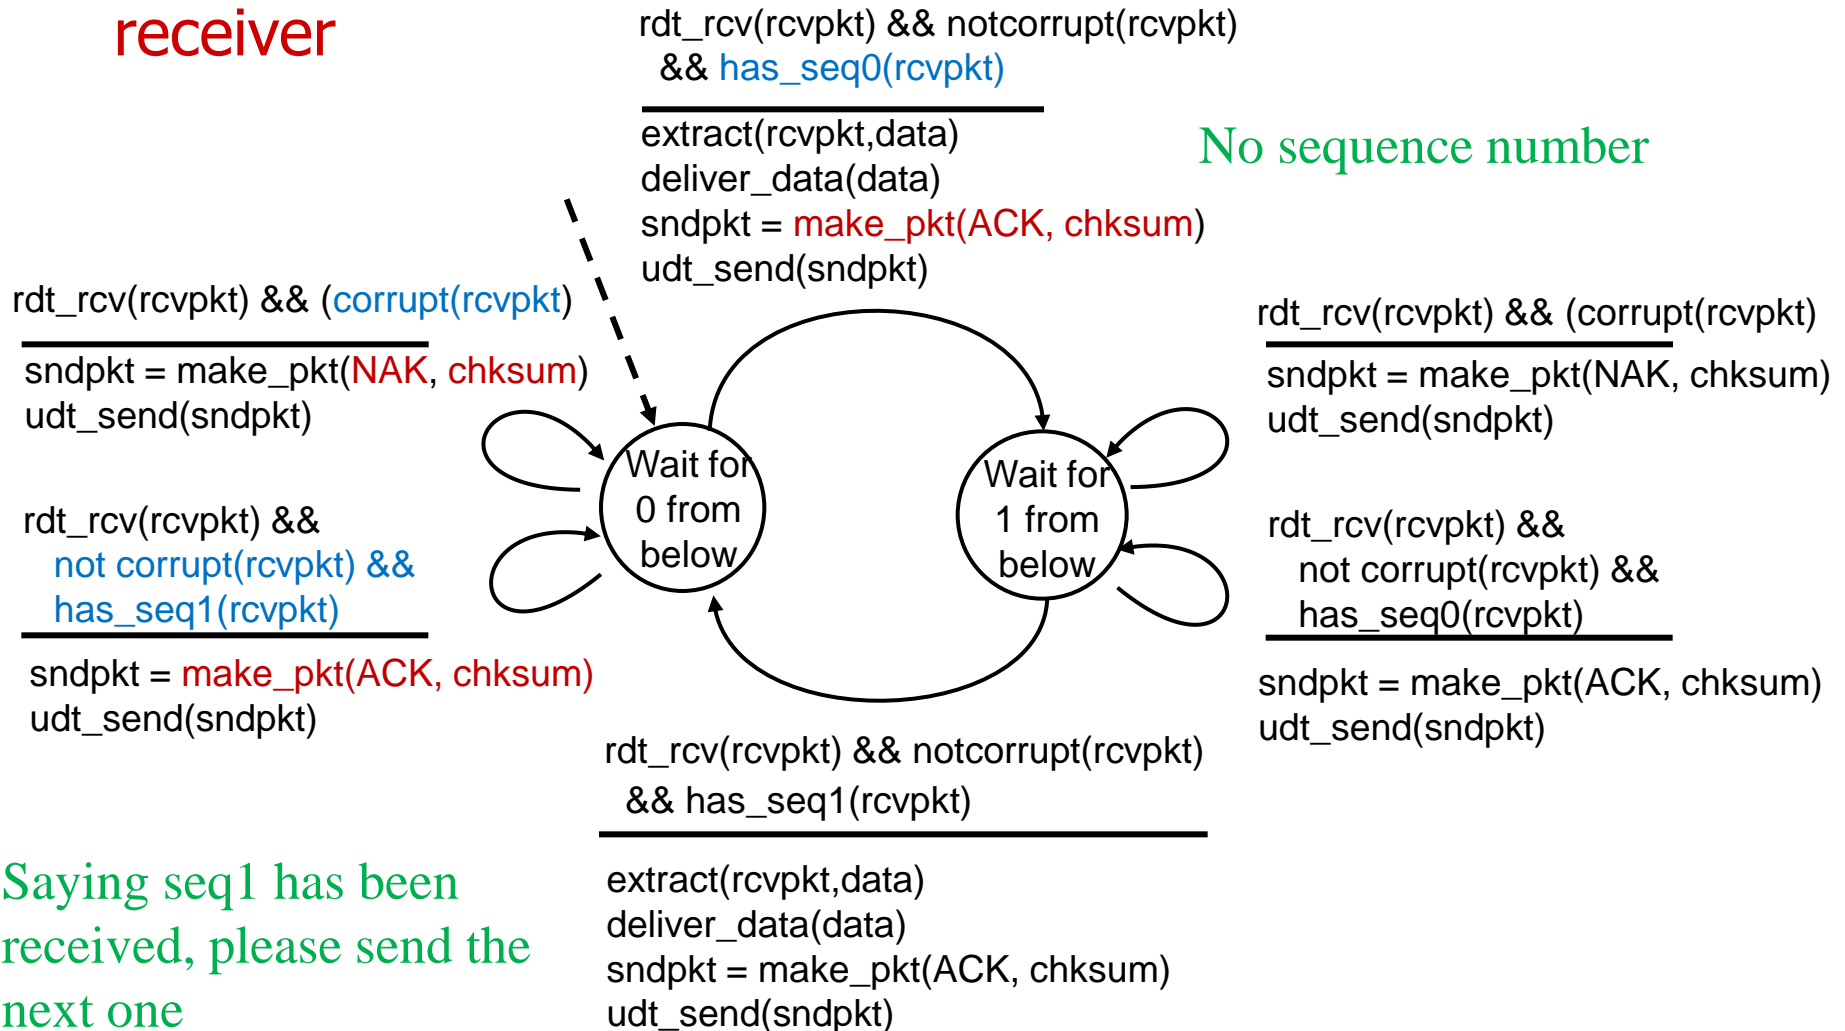 receiver
rdt_rcv(rcvpkt) && notcorrupt(rcvpkt)
&& has_seq0(rcvpkt)
extract(rcvpkt,data)
deliver_data(data)
sndpkt = make_pkt(ACK, chksum)
udt_send(sndpkt)
No sequence number
rdt_rcv(rcvpkt) && (corrupt(rcvpkt)
sndpkt = make_pkt(NAK, chksum)
udt_send(sndpkt)
rdt_rcv(rcvpkt) &&
not corrupt(rcvpkt) &&
has_seq1(rcvpkt)
sndpkt = make_pkt(ACK, chksum)
udt_send(sndpkt)
Wait for
0 from
below
Wait for
1 from
below
rdt_rcv(rcvpkt) && (corrupt(rcvpkt)
sndpkt = make_pkt(NAK, chksum)
udt_send(sndpkt)
rdt_rcv(rcvpkt) &&
not corrupt(rcvpkt) &&
has_seq0(rcvpkt)
sndpkt = make_pkt(ACK, chksum)
udt_send(sndpkt)
rdt_rcv(rcvpkt) && notcorrupt(rcvpkt)
&& has_seq1(rcvpkt)
extract(rcvpkt,data)
deliver_data(data)
sndpkt = make_pkt(ACK, chksum)
udt_send(sndpkt)
Saying seq1 has been
received, please send the
next one